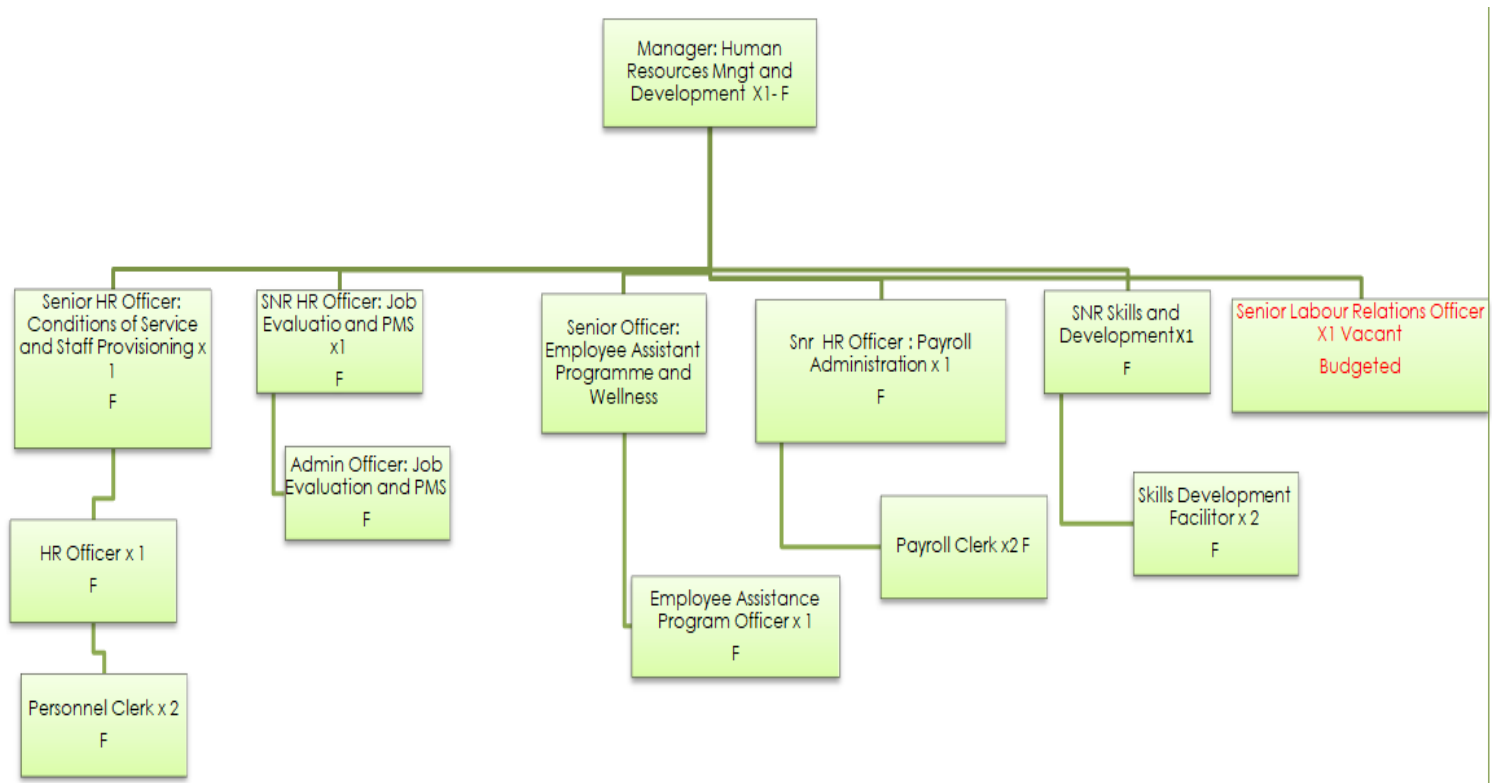 Manager: Human
Resources Mngt and
Development X1- F
Senior HR Officer:
Conditions of Service
and Staff Provisioning x
1
F
SNR HR Officer: Job
Evaluatio and PMS
x1
F
Senior Officer:
Employee Assistant
Programme and
Wellness
Snr HR Officer : Payroll
Administration x 1
F
SNR Skills and
Development X1
F
Senior Labour Relations Officer
X1 Vacant
Budgeted
Admin Officer: Job
Evaluation and PMS
F
Skills Development
Facilitor x 2
F
HR Officer x 1
F
Payroll Clerk x2 F
Employee Assistance
Program Officer x 1
F
Personnel Clerk x 2
F